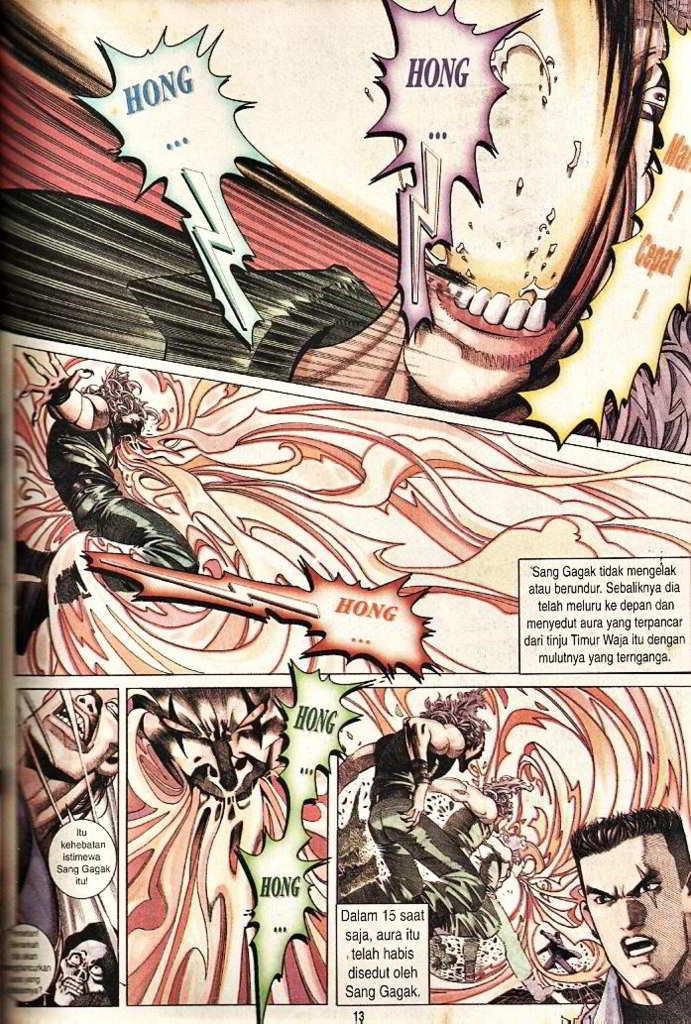 HONG
...
HONG
...
!
Cepat
!
Sang Gagak tidak mengelak
atau berundur. Sebaliknya dia
telah meluru ke depan dan
menyedut aura yang terpancar
dari tinju Timur Waja itu dengan
mulutnya yang ternganga.
HONG
...
HONG
...
HONG
...
Itu
kehebatan
istimewa
Sang Gagak
itu!
Dalam 15 saat
saja, aura itu
telah habis
disedut oleh
Sang Gagak.
13